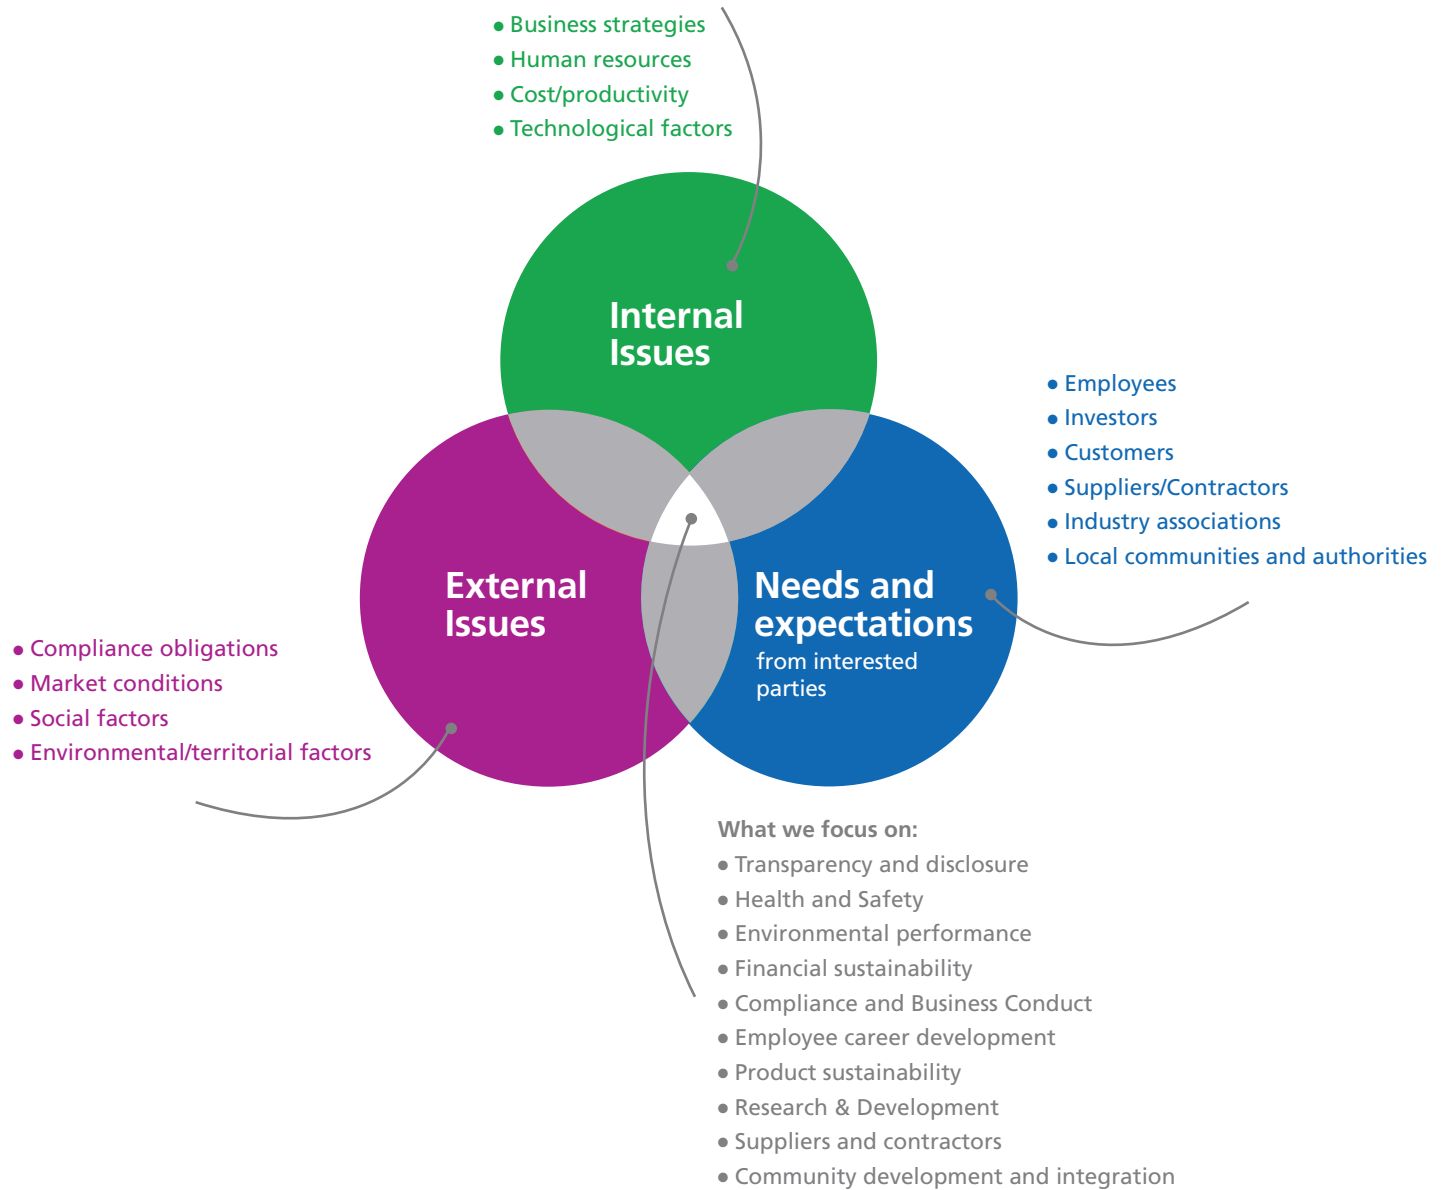 • Business strategies
• Human resources
• Cost/productivity
• Technological factors
Internal
Issues
• Employees
• Investors
• Customers
• Suppliers/Contractors
• Industry associations
• Local communities and authorities
External
Issues
Needs and
expectations
from interested
parties
• Compliance obligations
• Market conditions
• Social factors
• Environmental/territorial factors
What we focus on:
• Transparency and disclosure
• Health and Safety
• Environmental performance
• Financial sustainability
• Compliance and Business Conduct
• Employee career development
• Product sustainability
• Research & Development
• Suppliers and contractors
• Community development and integration